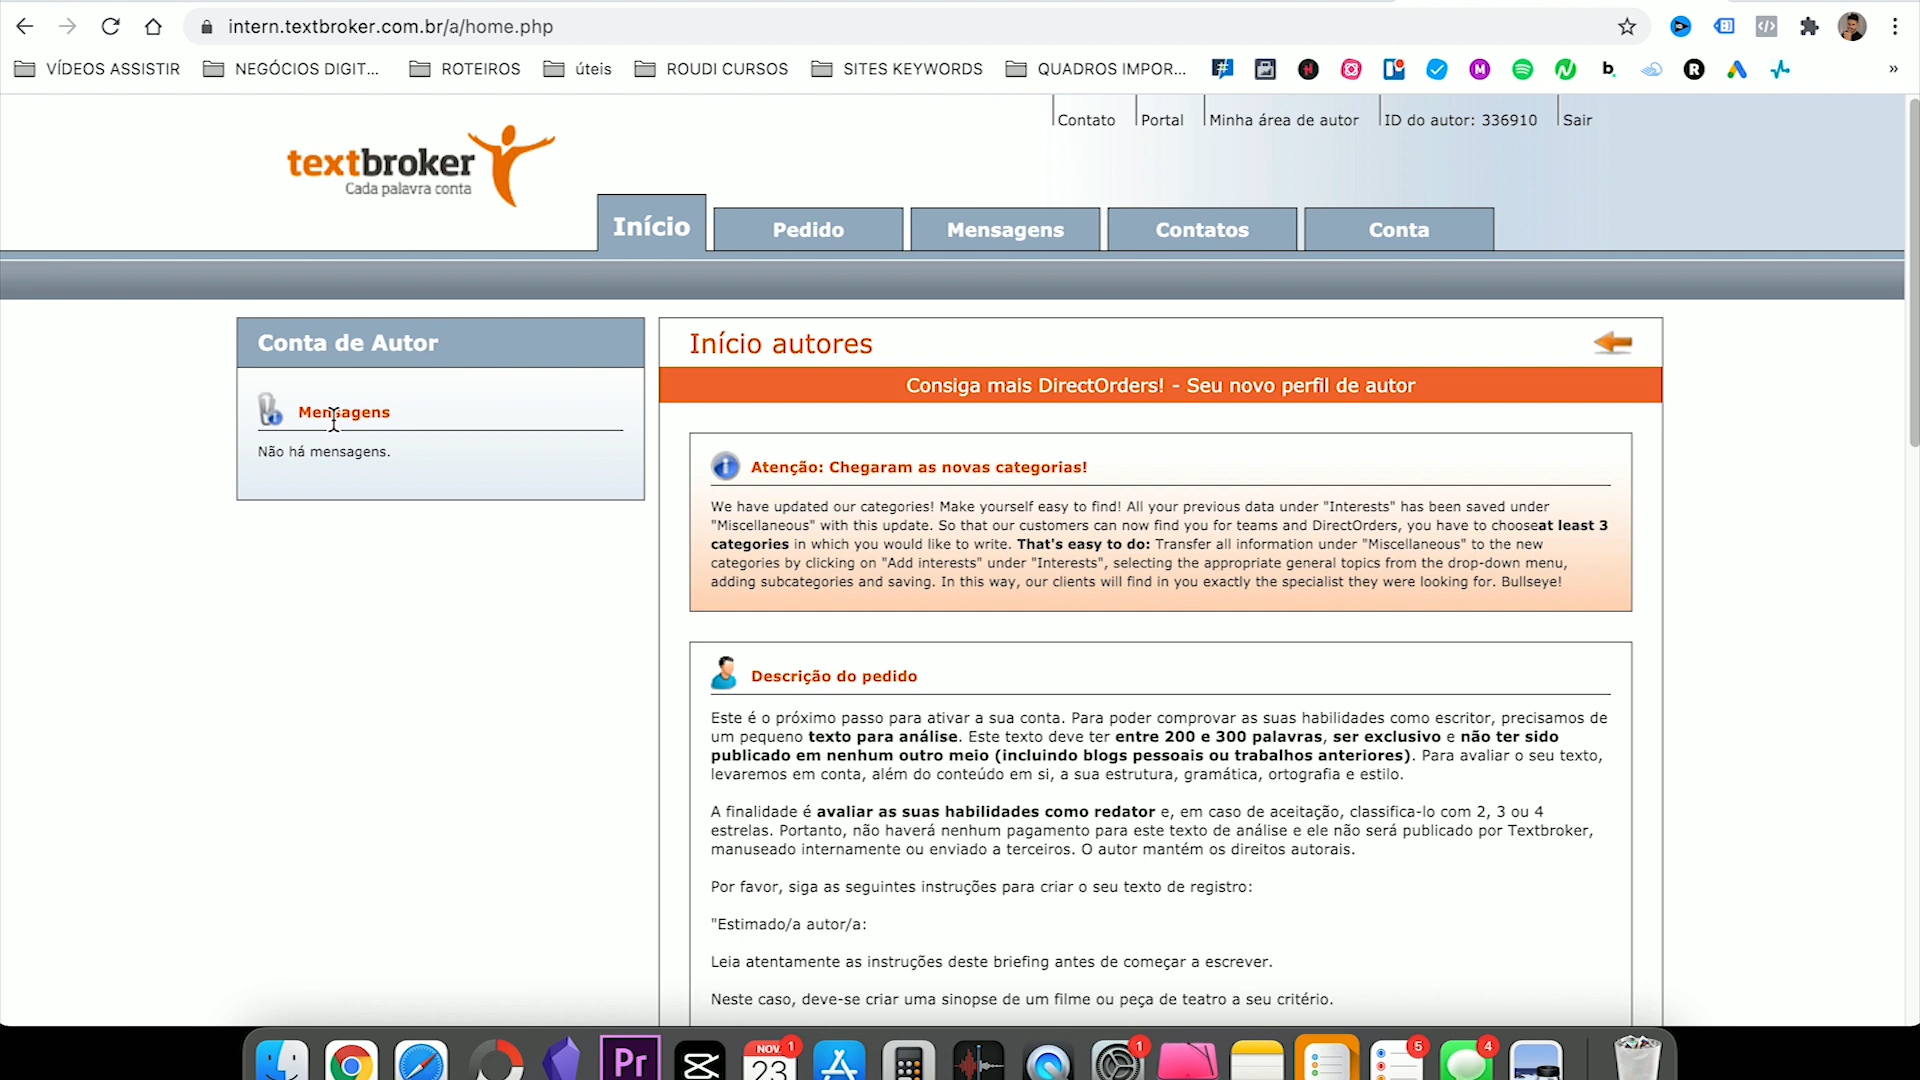 intern.textbroker.com.br/a/home.php
VÍDEOS ASSISTIR
NEGÓCIOS DIGIT...
ROTEIROS
úteis
ROUDI CURSOS
SITES KEYWORDS
QUADROS IMPOR...
M
b.
R
»
Contato
Portal
Minha área de autor
ID do autor: 336910
Sair
textbroker
Cada palavra conta
Início
Pedido
Mensagens
Contatos
Conta
Conta de Autor
Mensagens
Não há mensagens.
Início autores
Consiga mais DirectOrders! - Seu novo perfil de autor
Atenção: Chegaram as novas categorias!
We have updated our categories! Make yourself easy to find! All your previous data under "Interests" has been saved under
"Miscellaneous" with this update. So that our customers can now find you for teams and DirectOrders, you have to chooseat least 3
categories in which you would like to write. That's easy to do: Transfer all information under "Miscellaneous" to the new
categories by clicking on "Add interests" under "Interests", selecting the appropriate general topics from the drop-down menu,
adding subcategories and saving. In this way, our clients will find in you exactly the specialist they were looking for. Bullseye!
Descrição do pedido
Este é o próximo passo para ativar a sua conta. Para poder comprovar as suas habilidades como escritor, precisamos de
um pequeno texto para análise. Este texto deve ter entre 200 e 300 palavras, ser exclusivo e não ter sido
publicado em nenhum outro meio (incluindo blogs pessoais ou trabalhos anteriores). Para avaliar o seu texto,
levaremos em conta, além do conteúdo em si, a sua estrutura, gramática, ortografia e estilo.
A finalidade é avaliar as suas habilidades como redator e, em caso de aceitação, classifica-lo com 2, 3 ou 4
estrelas. Portanto, não haverá nenhum pagamento para este texto de análise e ele não será publicado por Textbroker,
manuseado internamente ou enviado a terceiros. O autor mantém os direitos autorais.
Por favor, siga as seguintes instruções para criar o seu texto de registro:
"Estimado/a autor/a:
Leia atentamente as instruções deste briefing antes de começar a escrever.
Neste caso, deve-se criar uma sinopse de um filme ou peça de teatro a seu critério.
Pr
NOV.
23
1
1
5
4